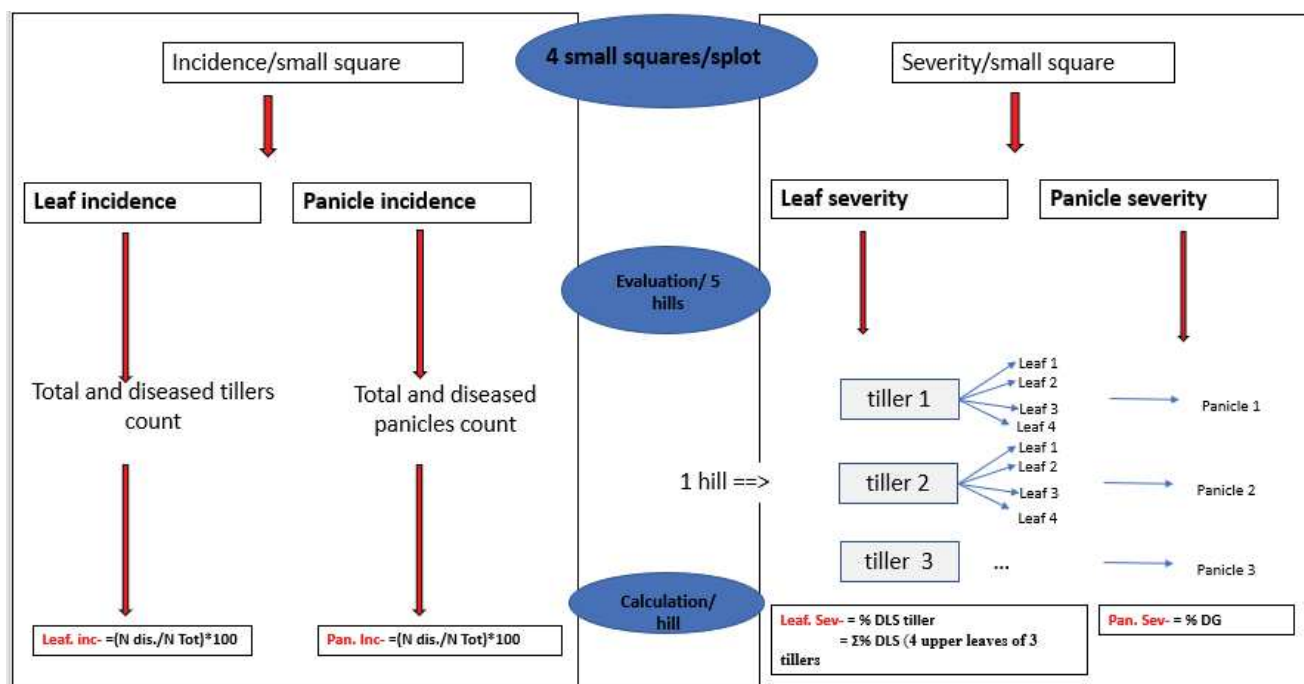 4 small squares/splot
Incidence/small square
Leaf incidence
Panicle incidence
Total and diseased tillers
count
Total and diseased
panicles count
Leaf. inc- =(N dis./N Tot)*100
Pan. Inc- =(N dis./N Tot)*100
Evaluation/ 5
hills
Calculation/
hill
Severity/small square
Leaf severity
Panicle severity
1 hill ==>
tiller 1
Leaf 1
Leaf 2
Leaf 3
Leaf 4
Panicle 1
tiller 2
Leaf 1
Leaf 2
Leaf 3
Leaf 4
Panicle 2
tiller 3
...
Panicle 3
Leaf. Sev- = % DLS tiller
= Σ% DLS (4 upper leaves of 3
tillers
Pan. Sev- = % DG